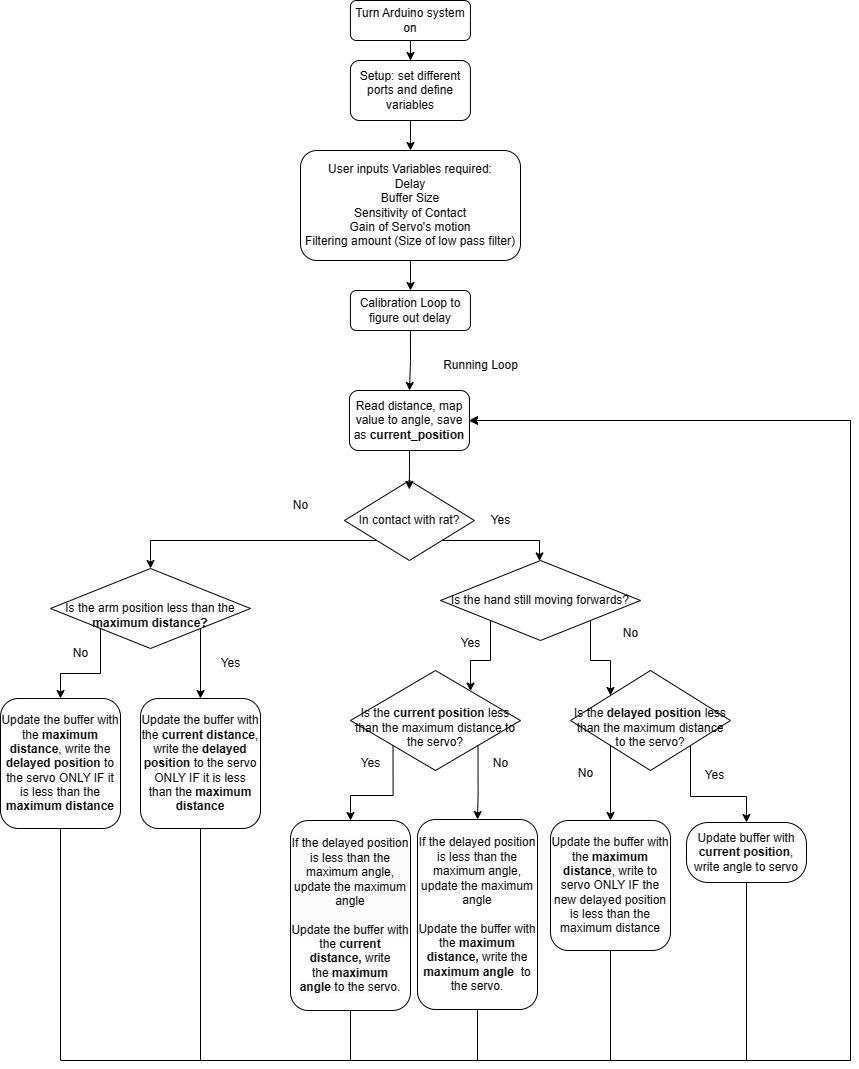 Turn Arduino system
on
Setup: set different
ports and define
variables
User inputs Variables required:
Delay
Buffer Size
Sensitivity of Contact
Gain of Servo's motion
Filtering amount (Size of low pass filter)
Calibration Loop to
figure out delay
Running Loop
Read distance, map
value to angle, save
as current_position
In contact with rat?
No
Yes
Is the arm position less than the
maximum distance?
No
Yes
Update the buffer with
the maximum
distance, write the
delayed position to
the servo ONLY IF it
is less than the
maximum distance
Update the buffer with
the current distance,
write the delayed
position to the servo
ONLY IF it is less
than the maximum
distance
Is the hand still moving forwards?
Yes
No
Is the current position less
than the maximum distance to
the servo?
Yes
No
If the delayed position
is less than the
maximum angle,
update the maximum
angle
Update the buffer with
the current
distance, write
the maximum
angle to the servo.
If the delayed position
is less than the
maximum angle,
update the maximum
angle
Update the buffer with
the maximum
distance, write the
maximum angle to
the servo.
Is the delayed position less
than the maximum distance
to the servo?
No
Yes
Update the buffer with
the maximum
distance, write to
servo ONLY IF the
new delayed position
is less than the
maximum distance
Update buffer with
current position,
write angle to servo